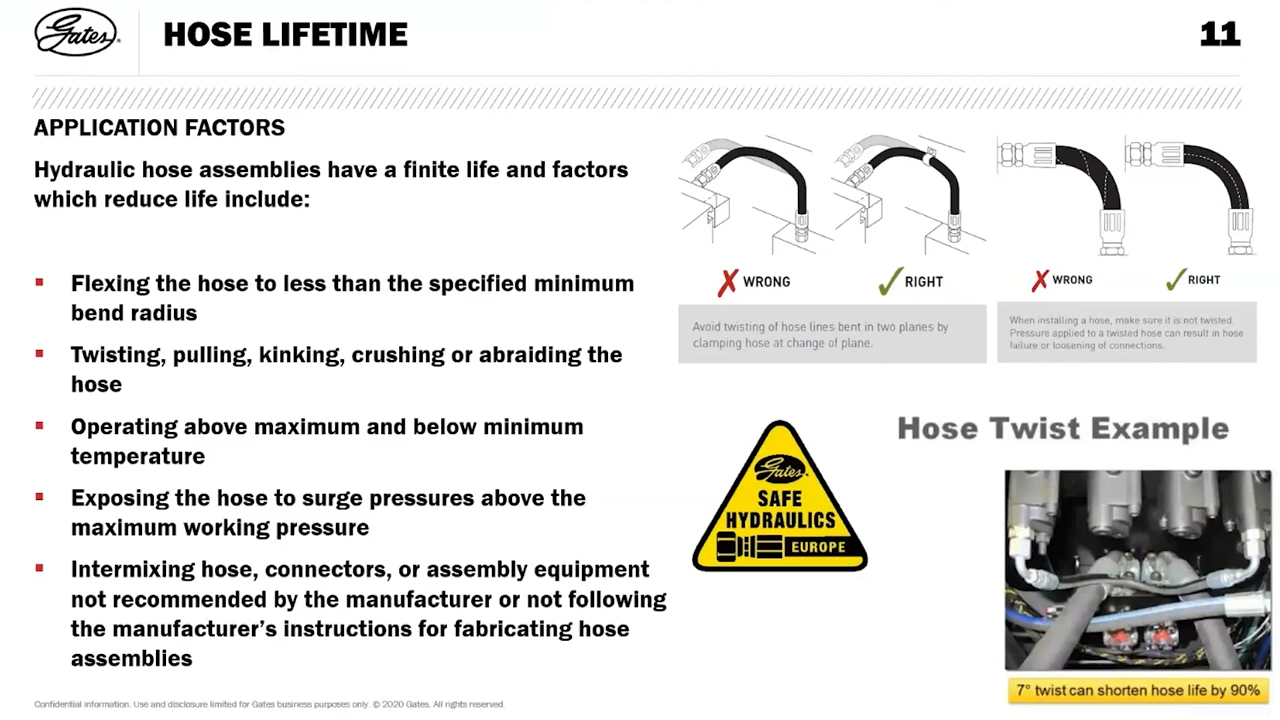 Gates
HOSE LIFETIME
11
APPLICATION FACTORS
Hydraulic hose assemblies have a finite life and factors
which reduce life include:
Flexing the hose to less than the specified minimum
bend radius
Twisting, pulling, kinking, crushing or abraiding the
hose
Operating above maximum and below minimum
temperature
Exposing the hose to surge pressures above the
maximum working pressure
Intermixing hose, connectors, or assembly equipment
not recommended by the manufacturer or not following
the manufacturer's instructions for fabricating hose
assemblies
WRONG
RIGHT
Avoid twisting of hose lines bent in two planes by
clamping hose at change of plane.
WRONG
RIGHT
When installing a hose, make sure it is not twisted.
Pressure applied to a twisted hose can result in hose
failure or loosening of connections.
Gates
SAFE
HYDRAULICS
EUROPE
Hose Twist Example
7° twist can shorten hose life by 90%
Confidential information. Use and disclosure limited for Gates business purposes only. © 2020 Gates. All rights reserved.